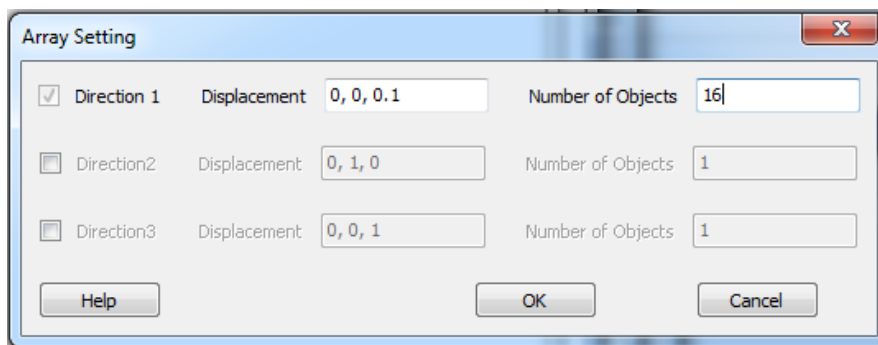 Array Setting
Direction 1 Displacement 0, 0, 0.1 Number of Objects 16
Direction2 Displacement 0, 1, 0 Number of Objects 1
Direction3 Displacement 0, 0, 1 Number of Objects 1
Help OK Cancel